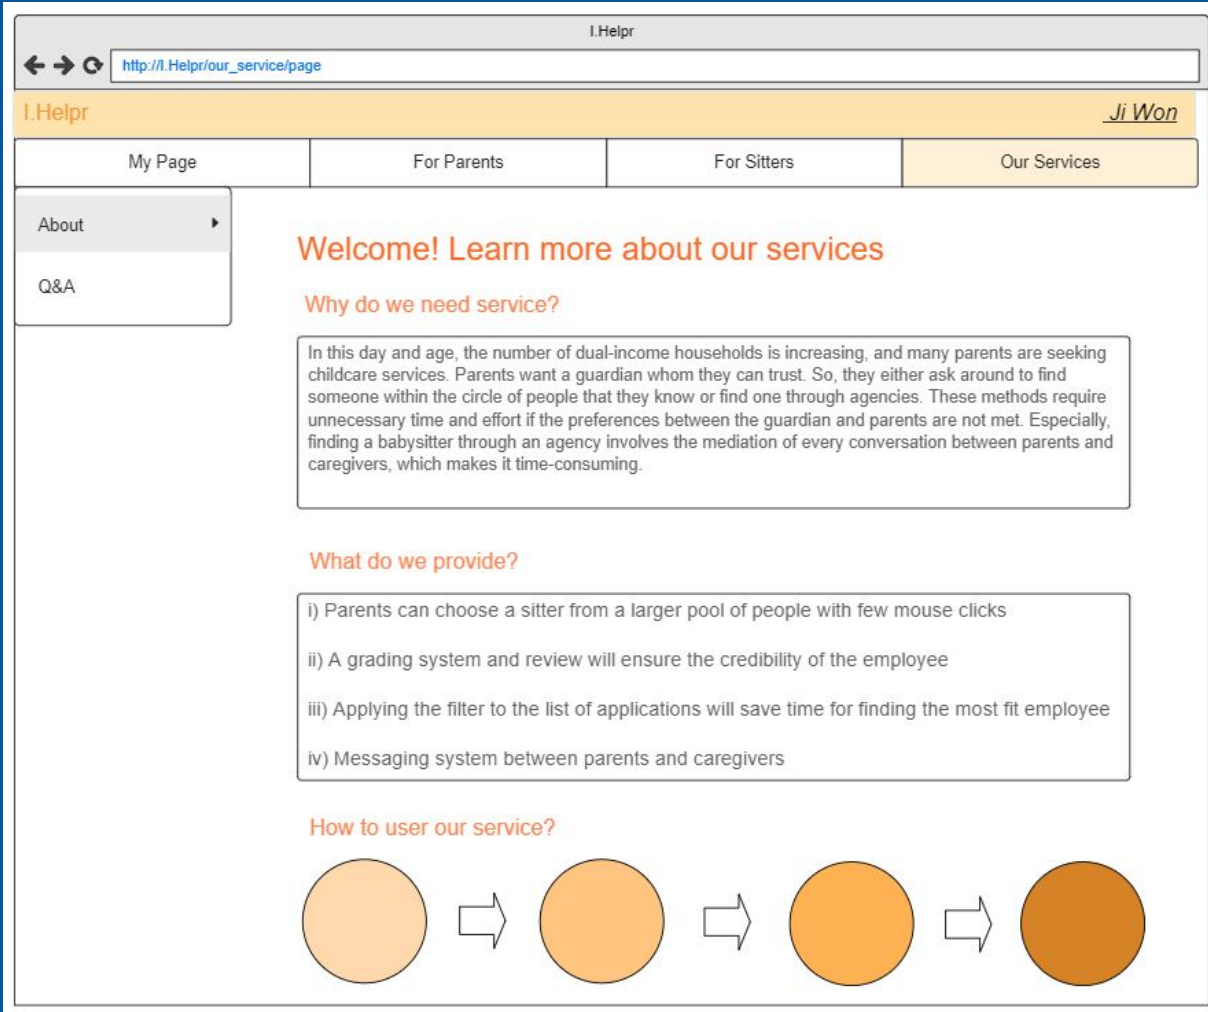 I.Helpr
http://I.Helpr/our_service/page
I.Helpr
Ji Won
My Page
For Parents
For Sitters
Our Services
About
Q&A
Welcome! Learn more about our services
Why do we need service?
In this day and age, the number of dual-income households is increasing, and many parents are seeking
childcare services. Parents want a guardian whom they can trust. So, they either ask around to find
someone within the circle of people that they know or find one through agencies. These methods require
unnecessary time and effort if the preferences between the guardian and parents are not met. Especially,
finding a babysitter through an agency involves the mediation of every conversation between parents and
caregivers, which makes it time-consuming.
What do we provide?
i) Parents can choose a sitter from a larger pool of people with few mouse clicks
ii) A grading system and review will ensure the credibility of the employee
iii) Applying the filter to the list of applications will save time for finding the most fit employee
iv) Messaging system between parents and caregivers
How to user our service?